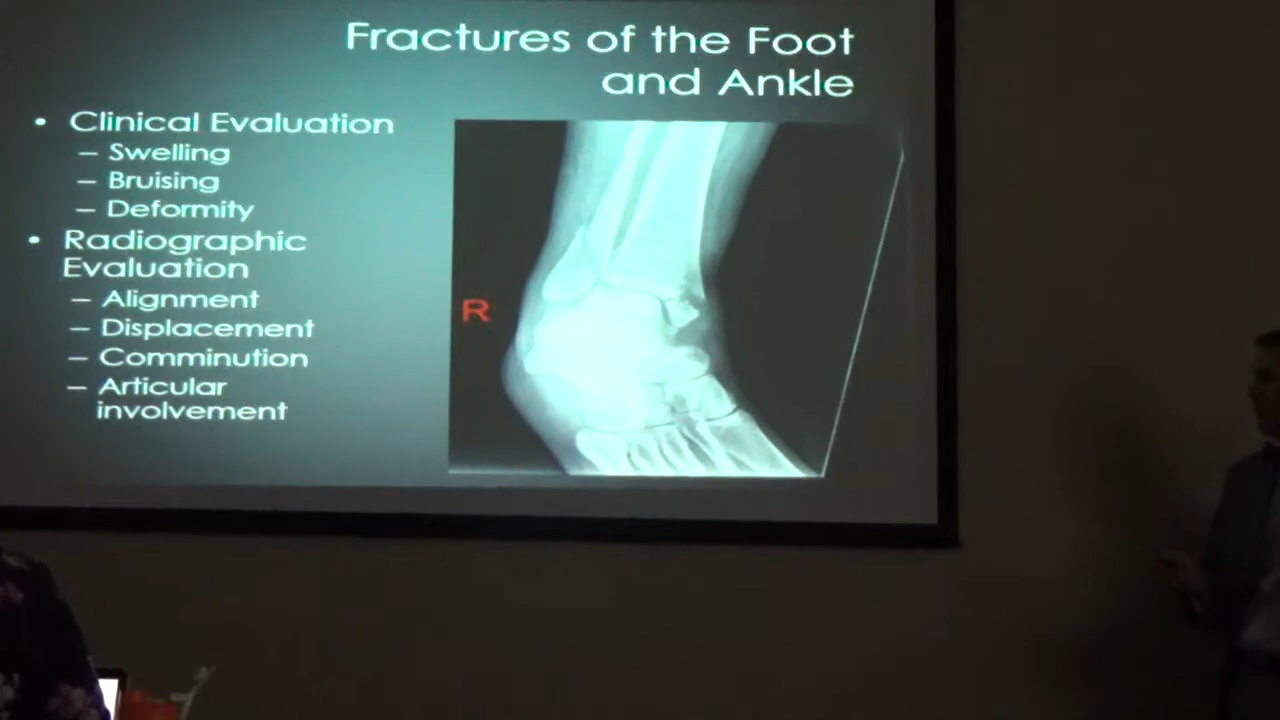 Fractures of the Foot
and Ankle
• Clinical Evaluation
– Swelling
– Bruising
– Deformity
• Radiographic
Evaluation
– Alignment
– Displacement
– Comminution
– Articular
involvement
R